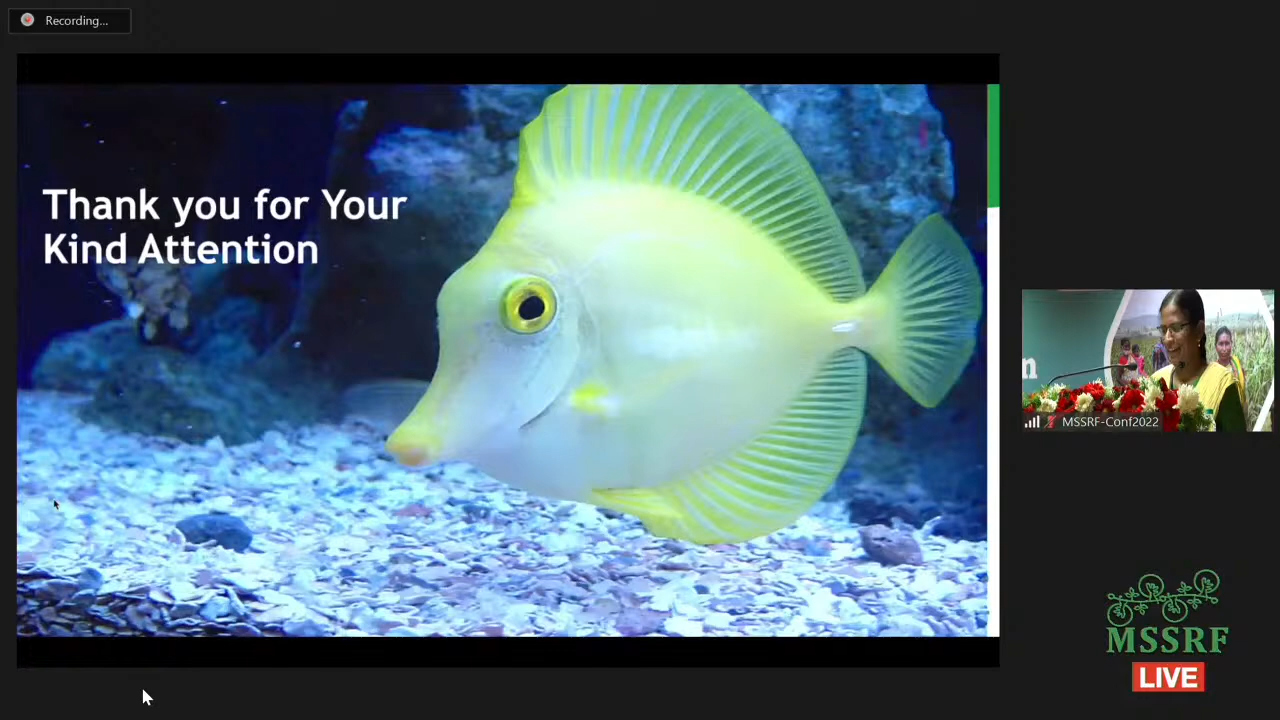 Recording...
Thank you for Your
Kind Attention
n
MSSRF-Conf2022
MSSRF
LIVE